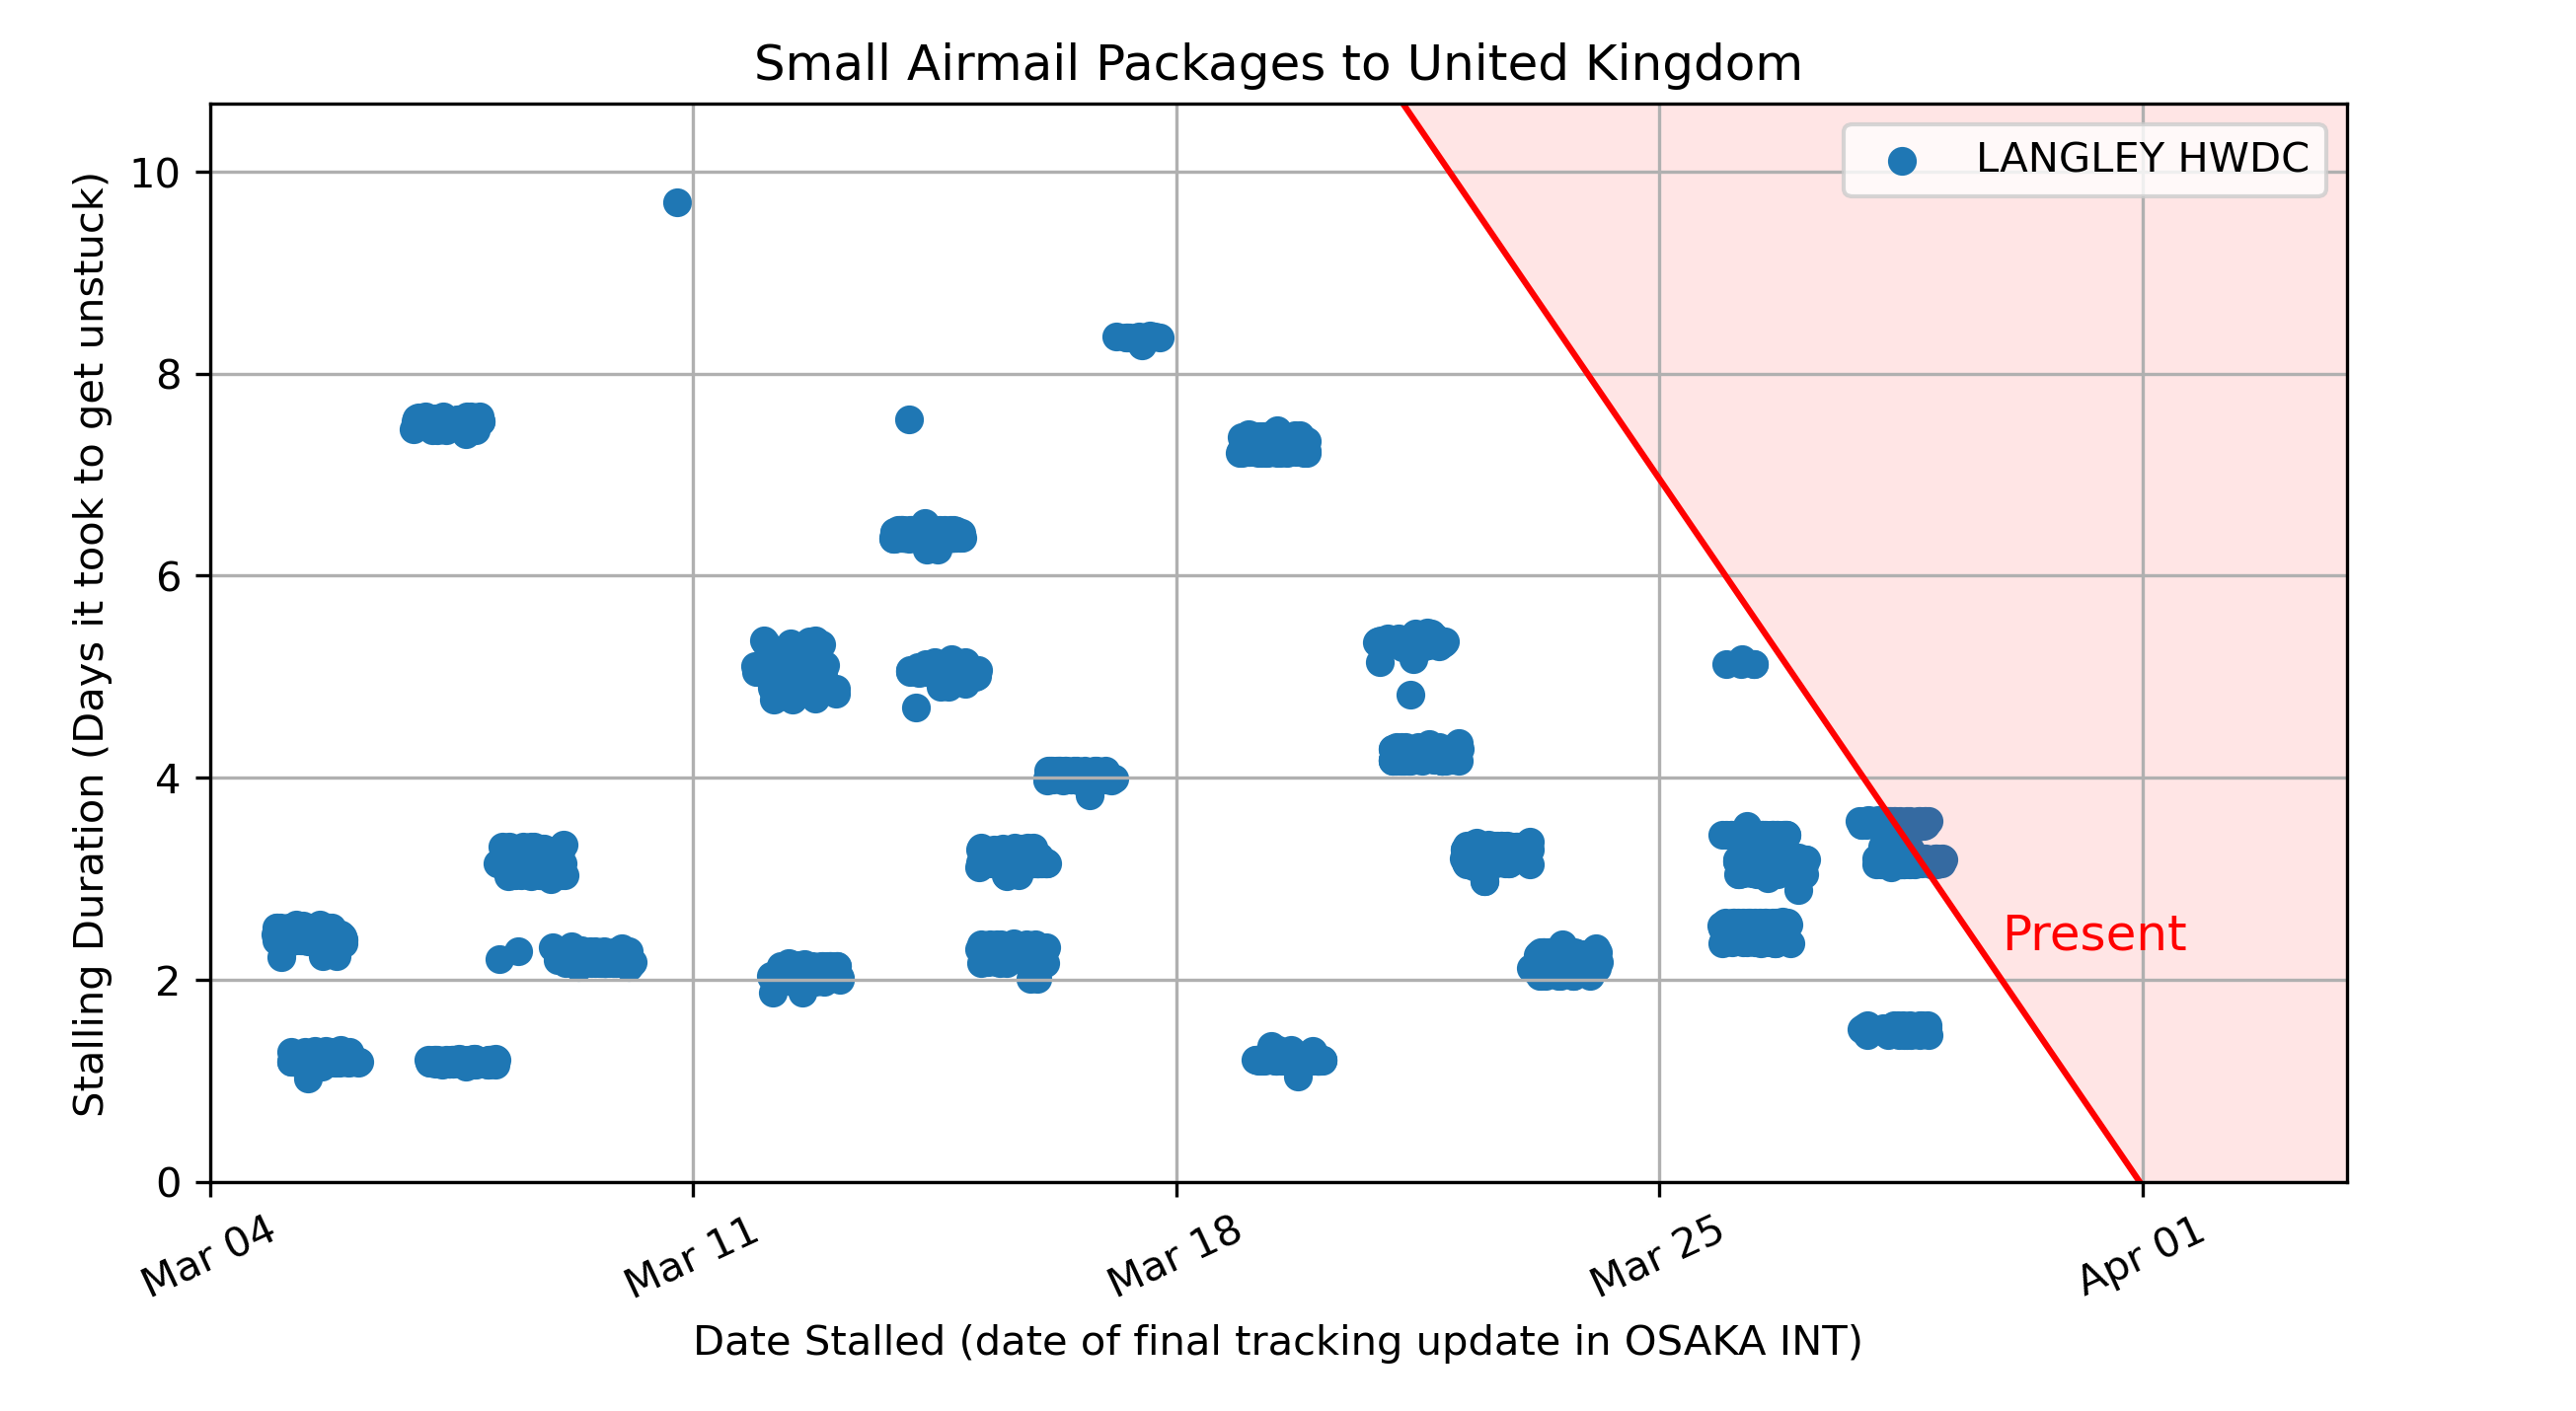 Small Airmail Packages to United Kingdom
LANGLEY HWDC
Stalling Duration (Days it took to get unstuck)
10
8
6
4
2
0
Present
Mar 04
Mar 11
Mar 18
Mar 25
Apr 01
Date Stalled (date of final tracking update in OSAKA INT)